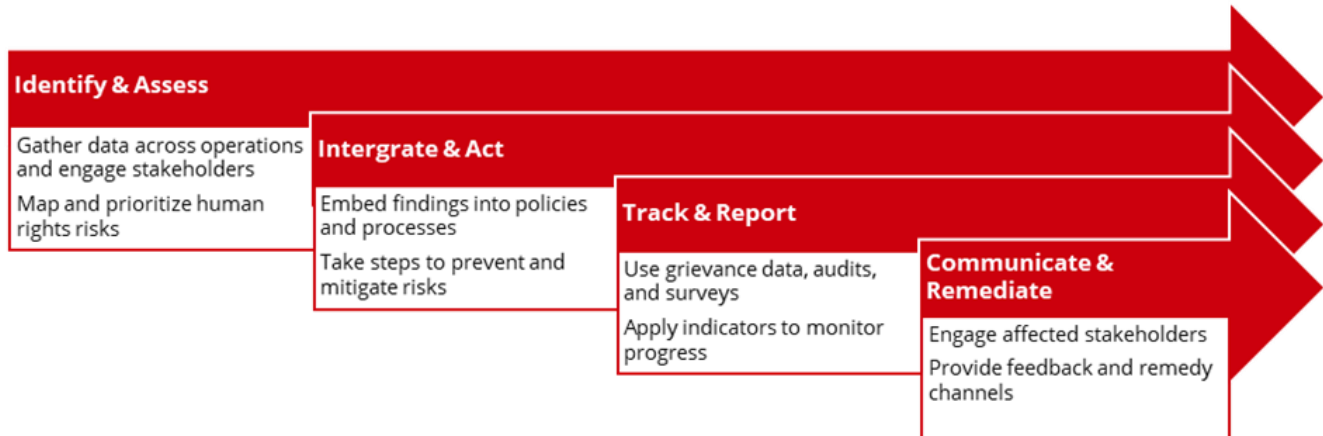 Identify & Assess
Gather data across operations
and engage stakeholders
Map and prioritize human
rights risks
Intergrate & Act
Embed findings into policies
and processes
Take steps to prevent and
mitigate risks
Track & Report
Use grievance data, audits,
and surveys
Apply indicators to monitor
progress
Communicate &
Remediate
Engage affected stakeholders
Provide feedback and remedy
channels